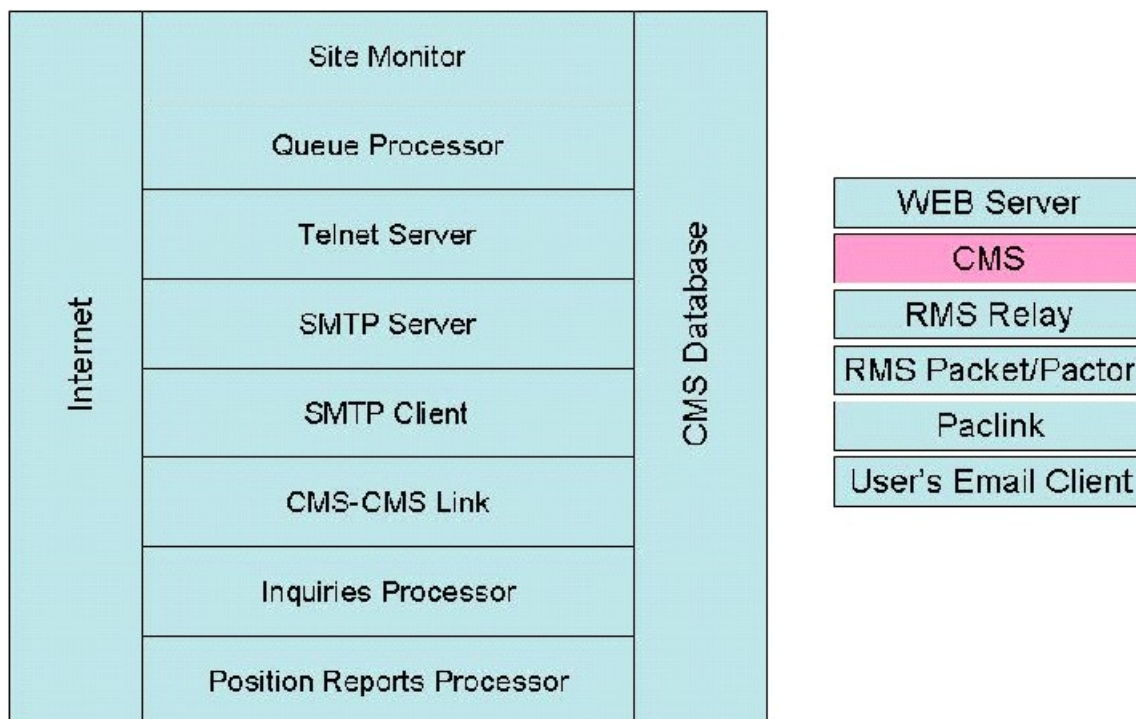 Internet
Site Monitor
Queue Processor
Telnet Server
SMTP Server
SMTP Client
CMS-CMS Link
Inquiries Processor
Position Reports Processor
CMS Database
WEB Server
CMS
RMS Relay
RMS Packet/Pactor
Paclink
User's Email Client